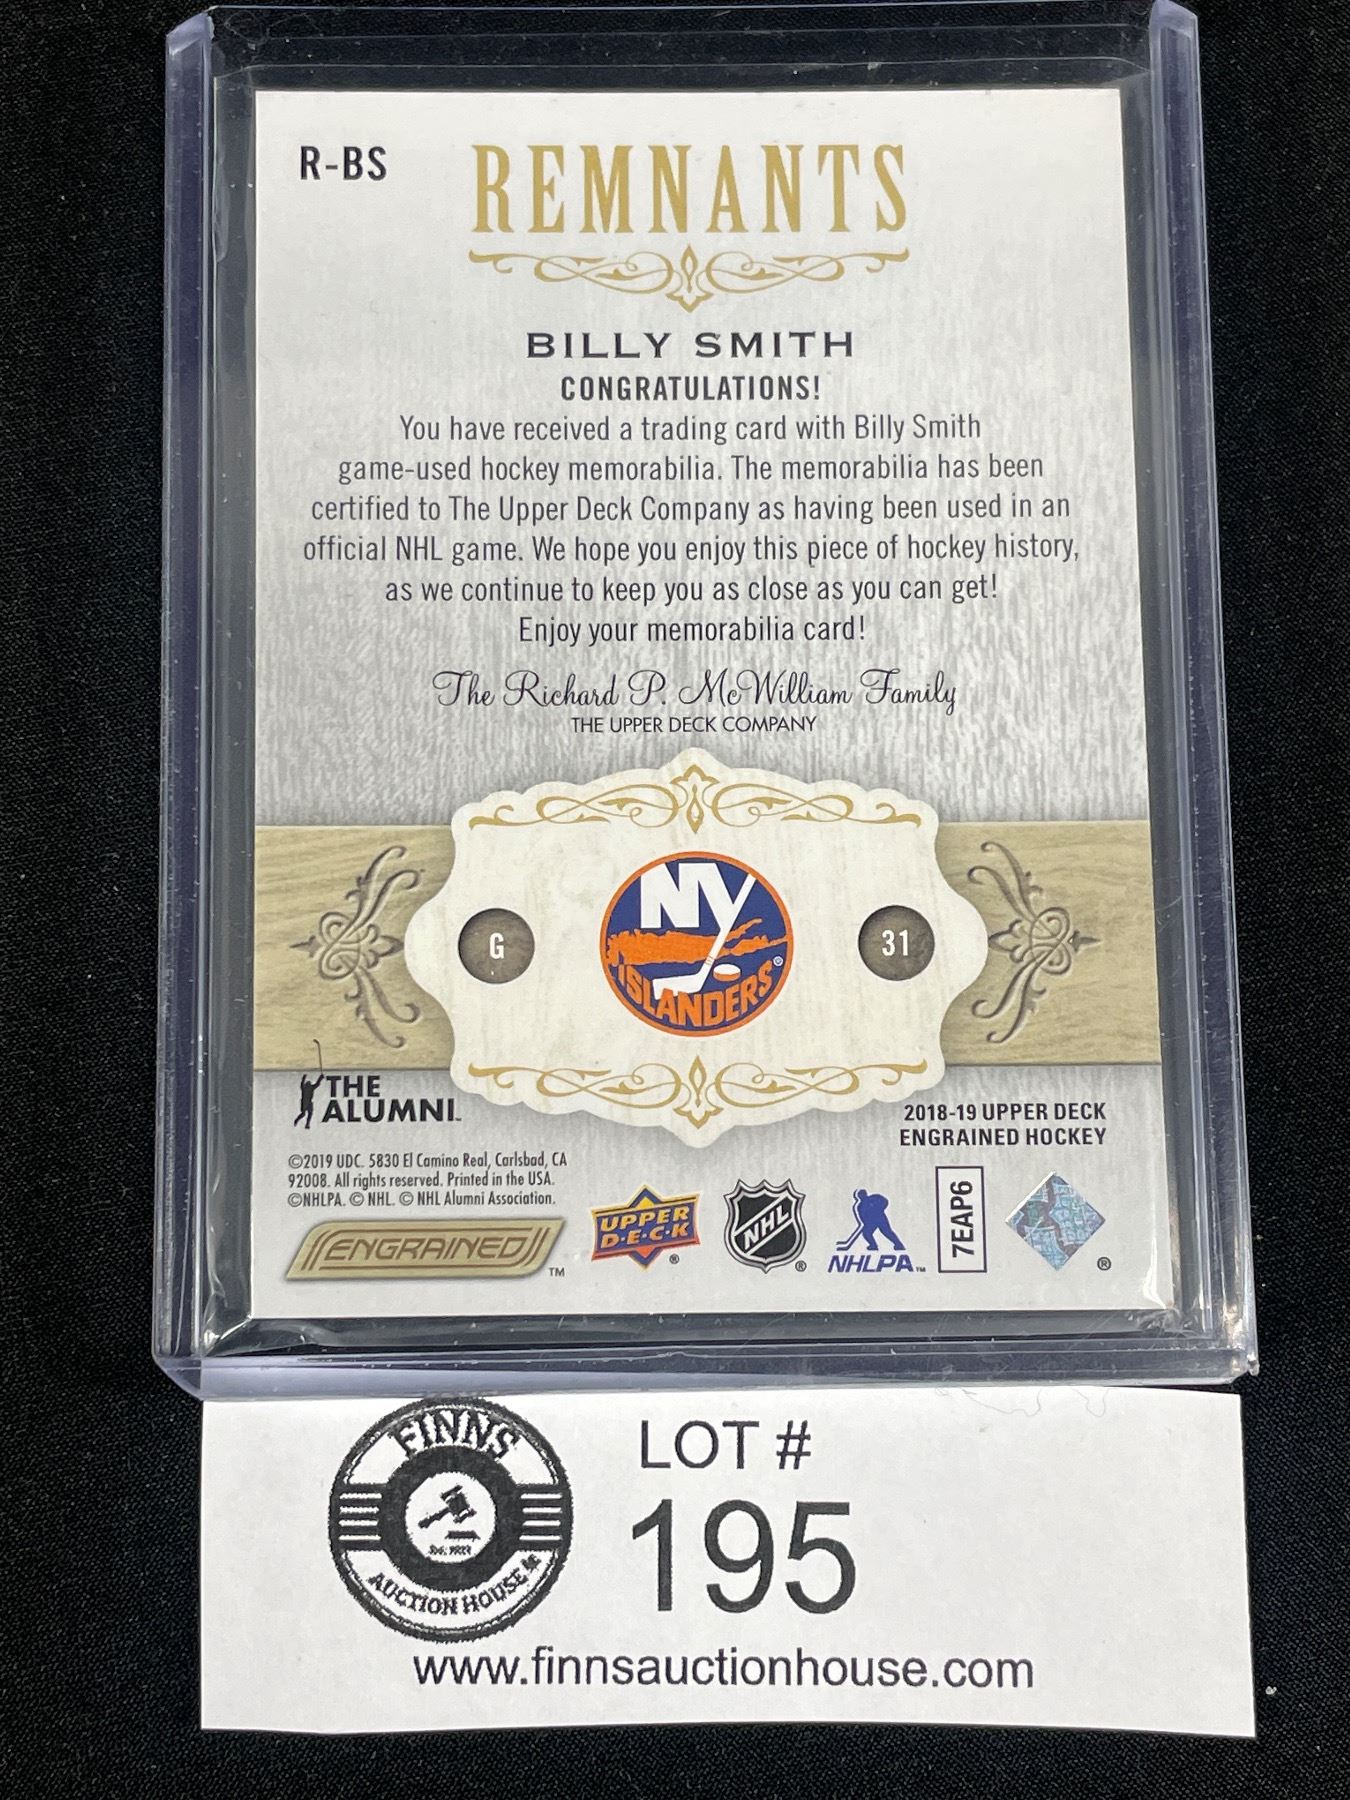 R-BS
REMNANTS
BILLY SMITH
CONGRATULATIONS!
You have received a trading card with Billy Smith
game-used hockey memorabilia. The memorabilia has been
certified to The Upper Deck Company as having been used in an
official NHL game. We hope you enjoy this piece of hockey history,
as we continue to keep you as close as you can get!
Enjoy your memorabilia card!
The Richard P. McWilliam Family
THE UPPER DECK COMPANY
G
NY
ISLANDERS®
31
THE
ALUMNI™
2018-19 UPPER DECK
ENGRAINED HOCKEY
©2019 UDC. 5830 El Camino Real, Carlsbad, CA
92008. All rights reserved. Printed in the USA.
©NHLPA. © NHL. © NHL Alumni Association.
ENGRAINED™
UPPER
D·E·C·K®
NHL®
NHLPA™
7EAP6
®
FINNS
AUCTION HOUSE
LOT #
195
www.finnsauctionhouse.com